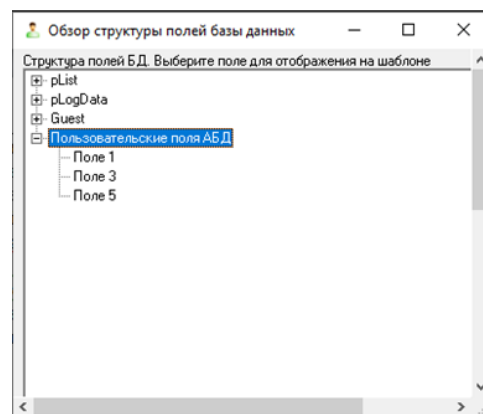 Обзор структуры полей базы данных
Структура полей БД. Выберите поле для отображения на шаблоне
pList
pLogData
Guest
Пользовательские поля АБД
Поле 1
Поле 3
Поле 5